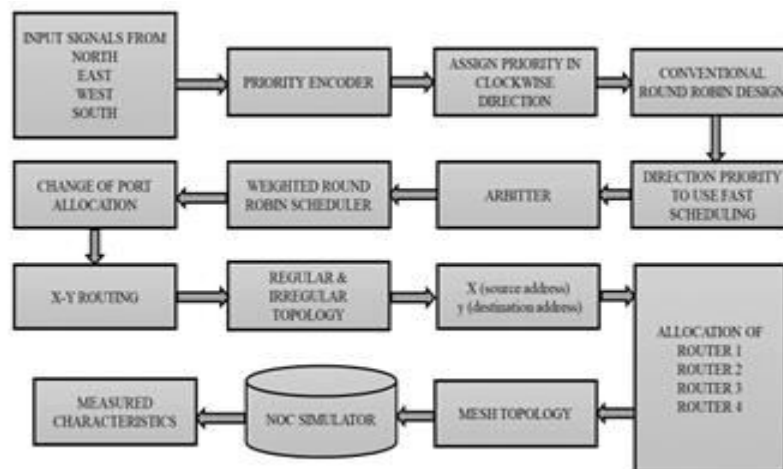 INPUT SIGNALS FROM
NORTH
EAST
WEST
SOUTH
PRIORITY ENCODER
ASSIGN PRIORITY IN
CLOCKWISE
DIRECTION
CONVENTIONAL
ROUND ROBIN DESIGN
DIRECTION PRIORITY
TO USE FAST
SCHEDULING
ARBITTER
WEIGHTED ROUND
ROBIN SCHEDULER
CHANGE OF PORT
ALLOCATION
X-Y ROUTING
REGULAR &
IRREGULAR
TOPOLOGY
X (source address)
y (destination address)
ALLOCATION OF
ROUTER 1
ROUTER 2
ROUTER 3
ROUTER 4
MESH TOPOLOGY
NOC SIMULATOR
MEASURED
CHARACTERISTICS